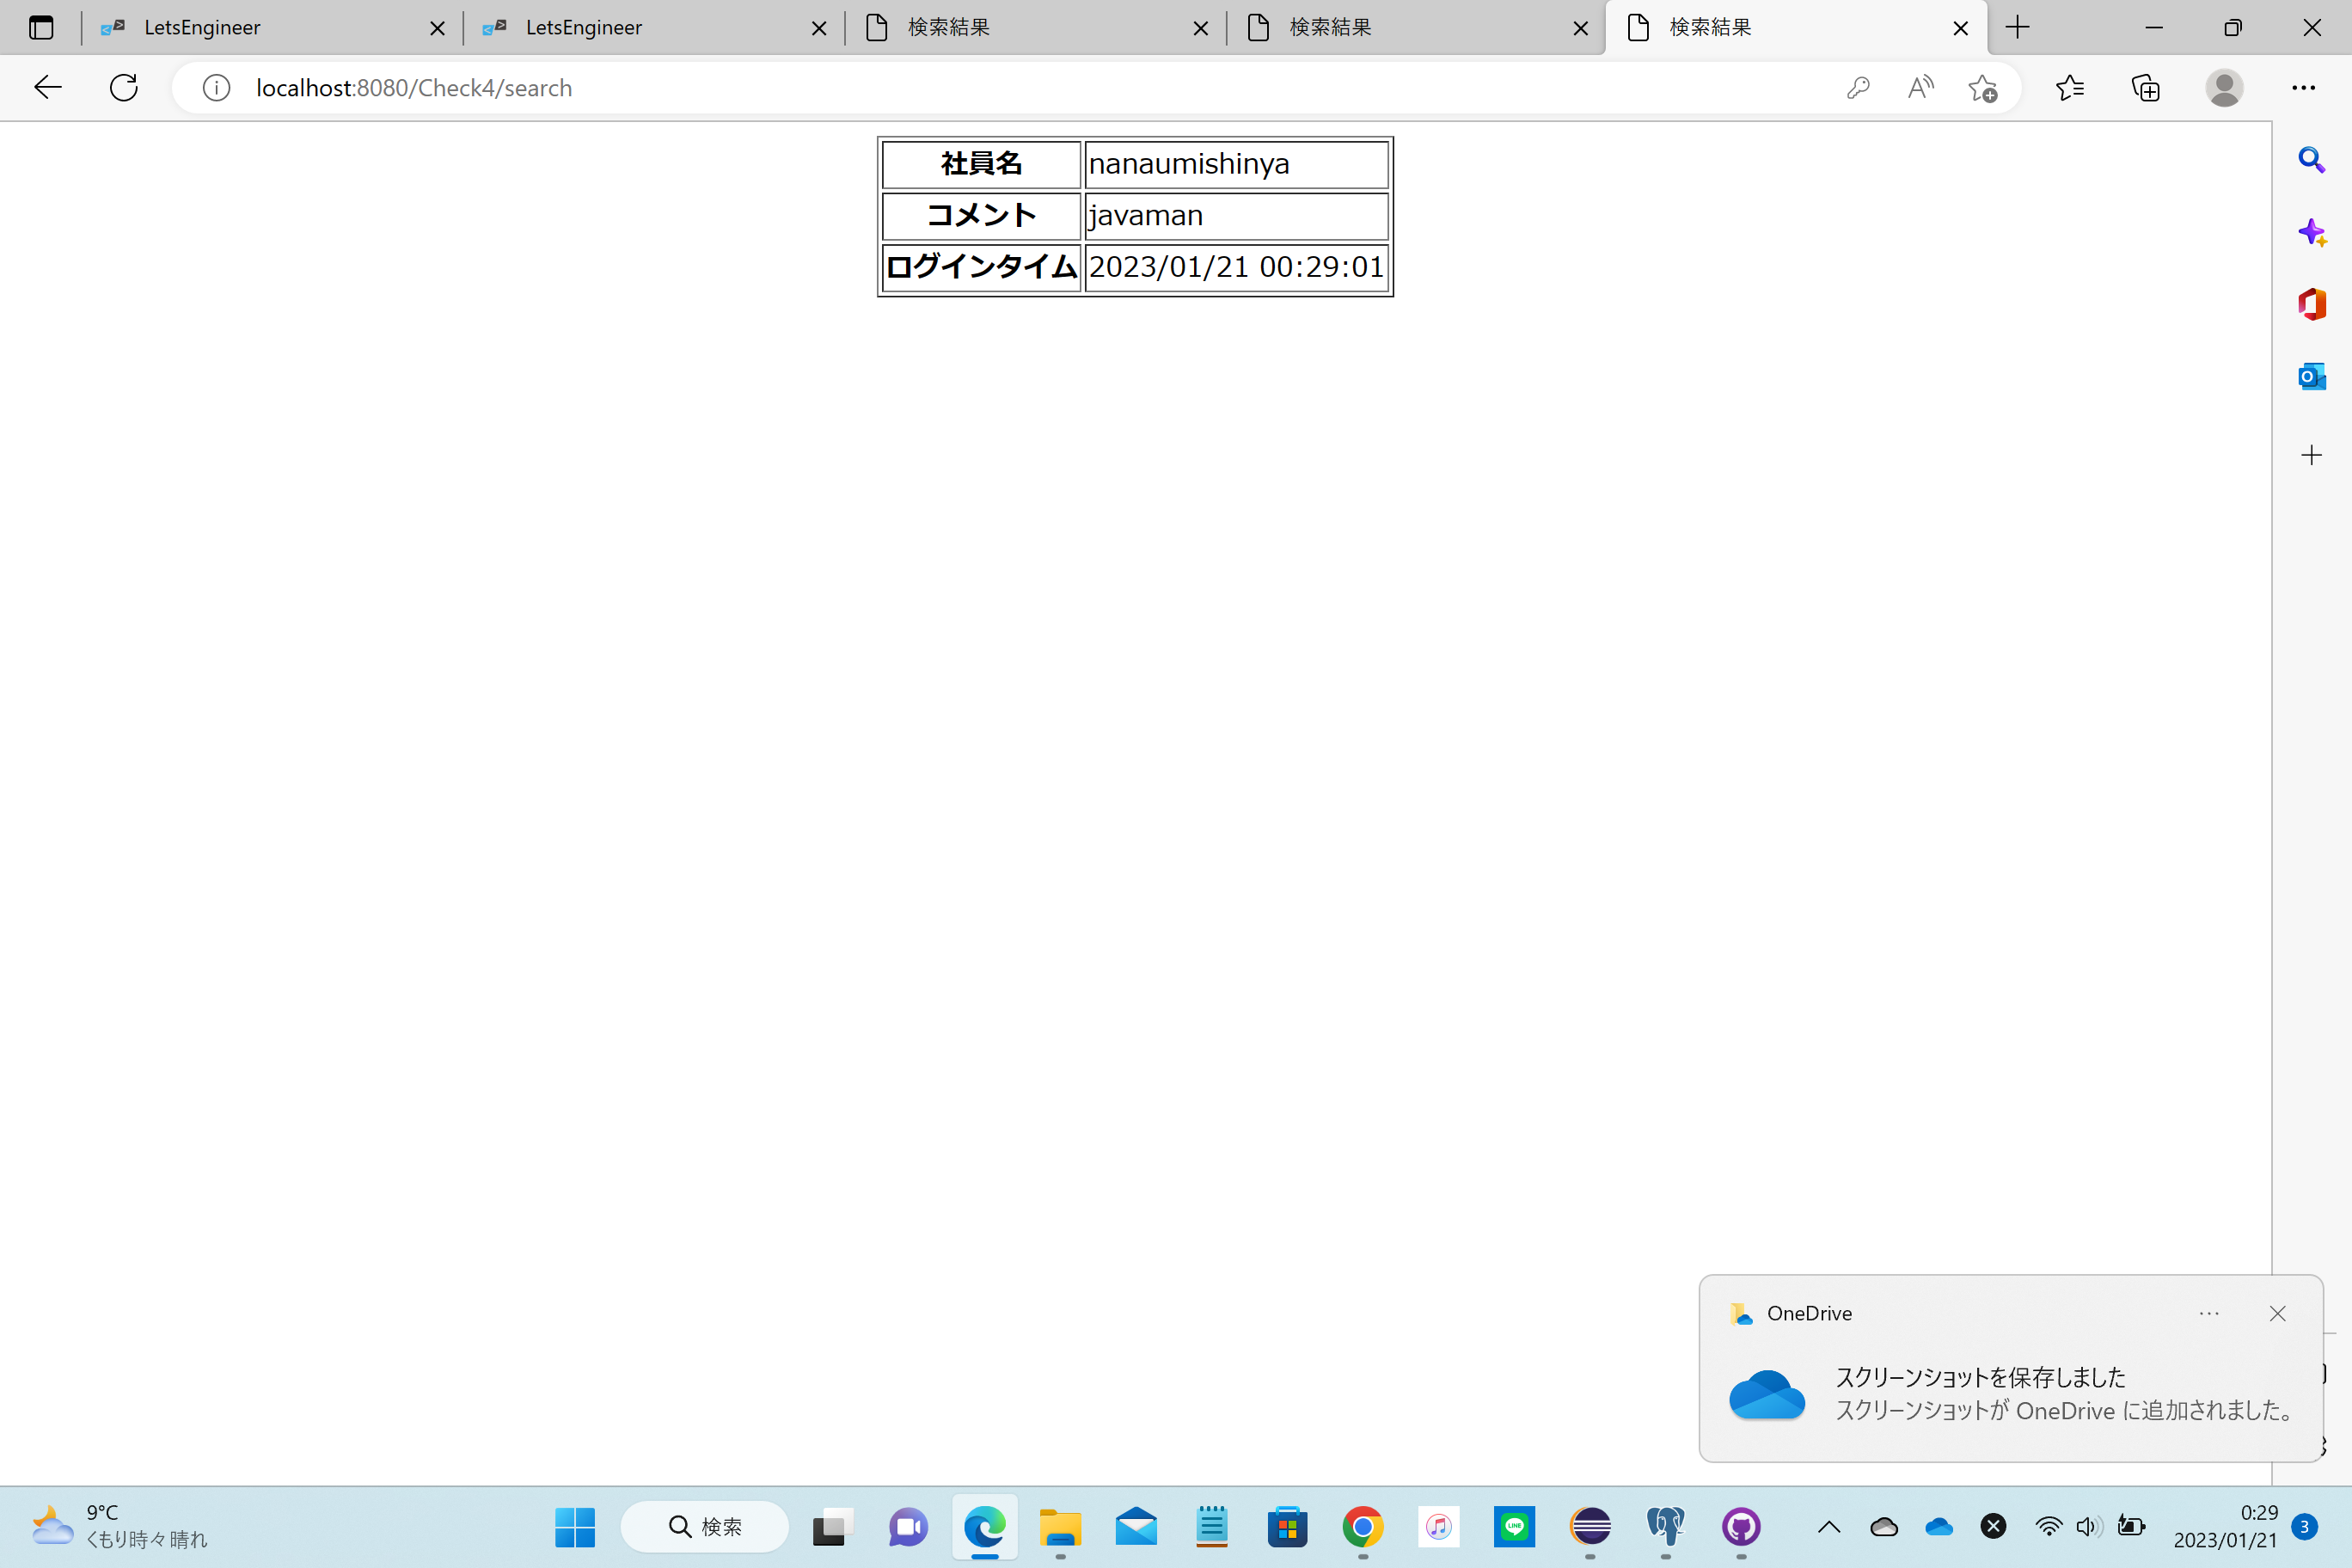 LetsEngineer
LetsEngineer
検索結果
検索結果
検索結果
localhost:8080/Check4/search
社員名 nanaumishinya
コメント javaman
ログインタイム 2023/01/21 00:29:01
OneDrive
スクリーンショットを保存しました
スクリーンショットが OneDrive に追加されました。
9°C
くもり時々晴れ
検索
LINE
0:29
2023/01/21
3